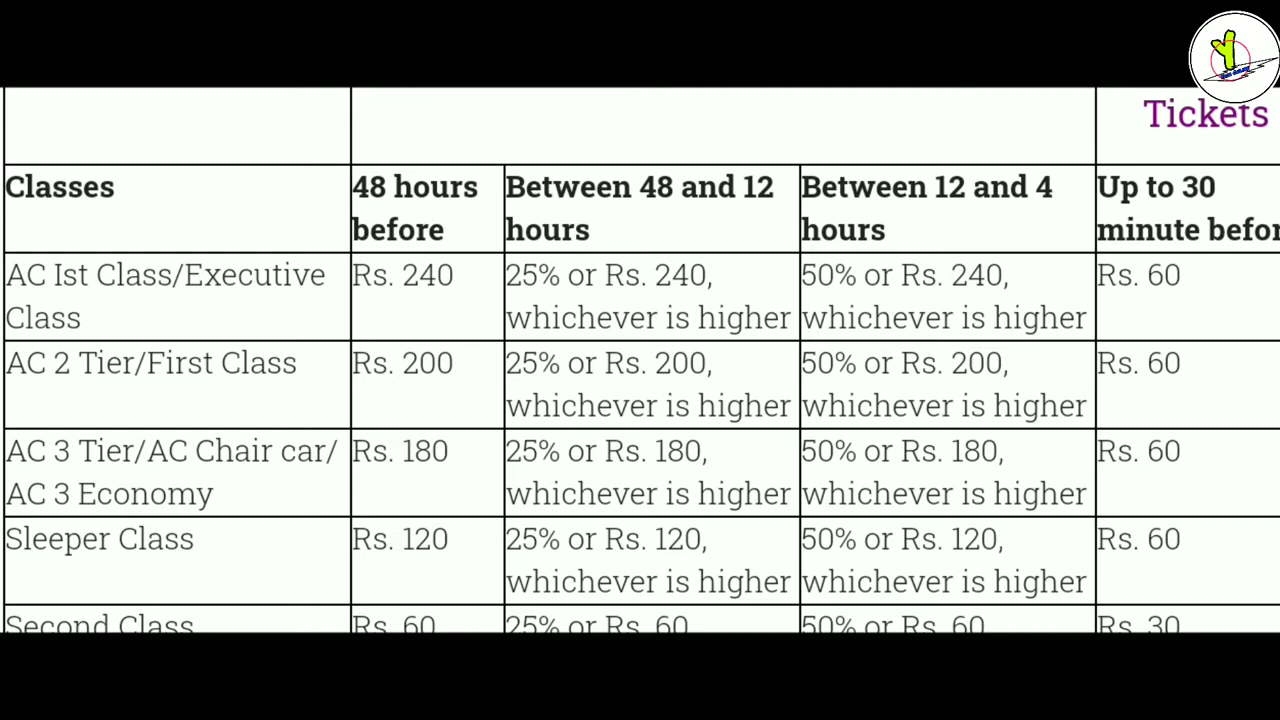 Tickets
Classes
48 hours
before
Between 48 and 12
hours
Between 12 and 4
hours
Up to 30
minute befor
AC Ist Class/Executive
Class
Rs. 240
25% or Rs. 240,
whichever is higher
50% or Rs. 240,
whichever is higher
Rs. 60
AC 2 Tier/First Class
Rs. 200
25% or Rs. 200,
whichever is higher
50% or Rs. 200,
whichever is higher
Rs. 60
AC 3 Tier/AC Chair car/
AC 3 Economy
Rs. 180
25% or Rs. 180,
whichever is higher
50% or Rs. 180,
whichever is higher
Rs. 60
Sleeper Class
Rs. 120
25% or Rs. 120,
whichever is higher
50% or Rs. 120,
whichever is higher
Rs. 60
Second Class
Rs. 60
25% or Rs. 60
50% or Rs. 60
Rs. 30